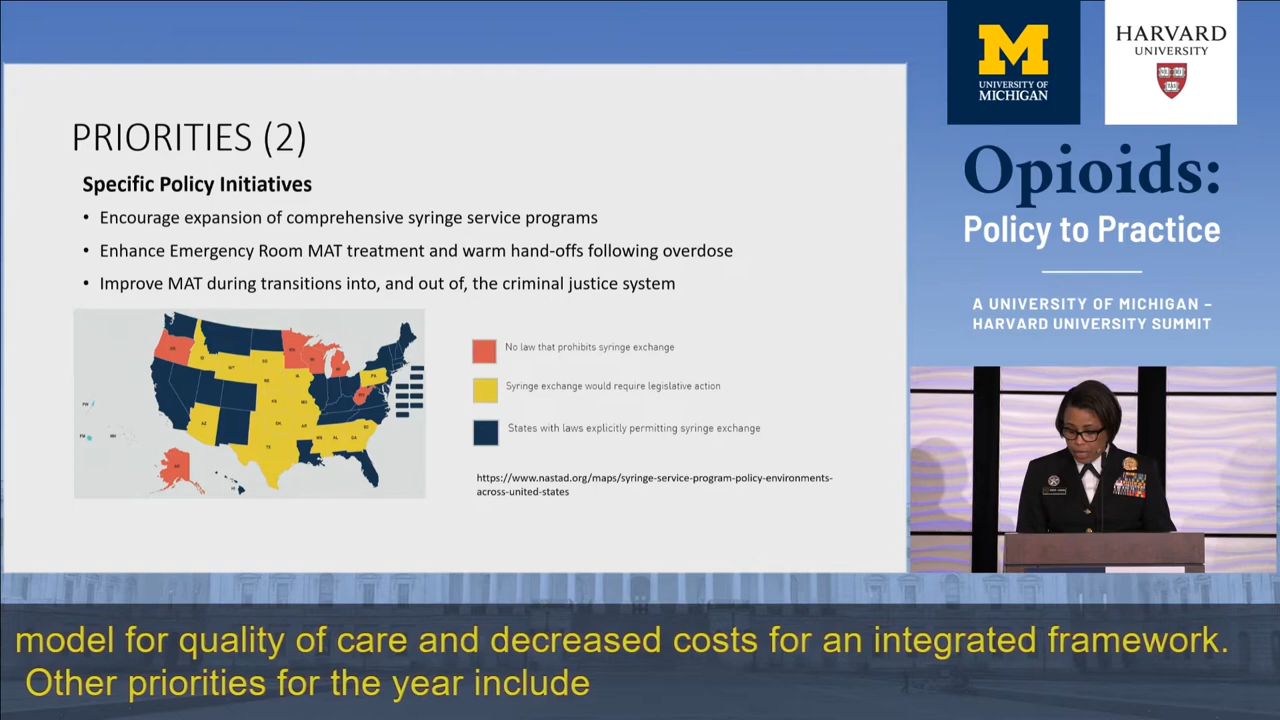 UNIVERSITY OF
MICHIGAN
HARVARD
UNIVERSITY
Opioids:
Policy to Practice
A UNIVERSITY OF MICHIGAN –
HARVARD UNIVERSITY SUMMIT
PRIORITIES (2)
Specific Policy Initiatives
• Encourage expansion of comprehensive syringe service programs
• Enhance Emergency Room MAT treatment and warm hand-offs following overdose
• Improve MAT during transitions into, and out of, the criminal justice system
No law that prohibits syringe exchange
Syringe exchange would require legislative action
States with laws explicitly permitting syringe exchange
https://www.nastad.org/maps/syringe-service-program-policy-environments-
across-united-states
model for quality of care and decreased costs for an integrated framework.
Other priorities for the year include